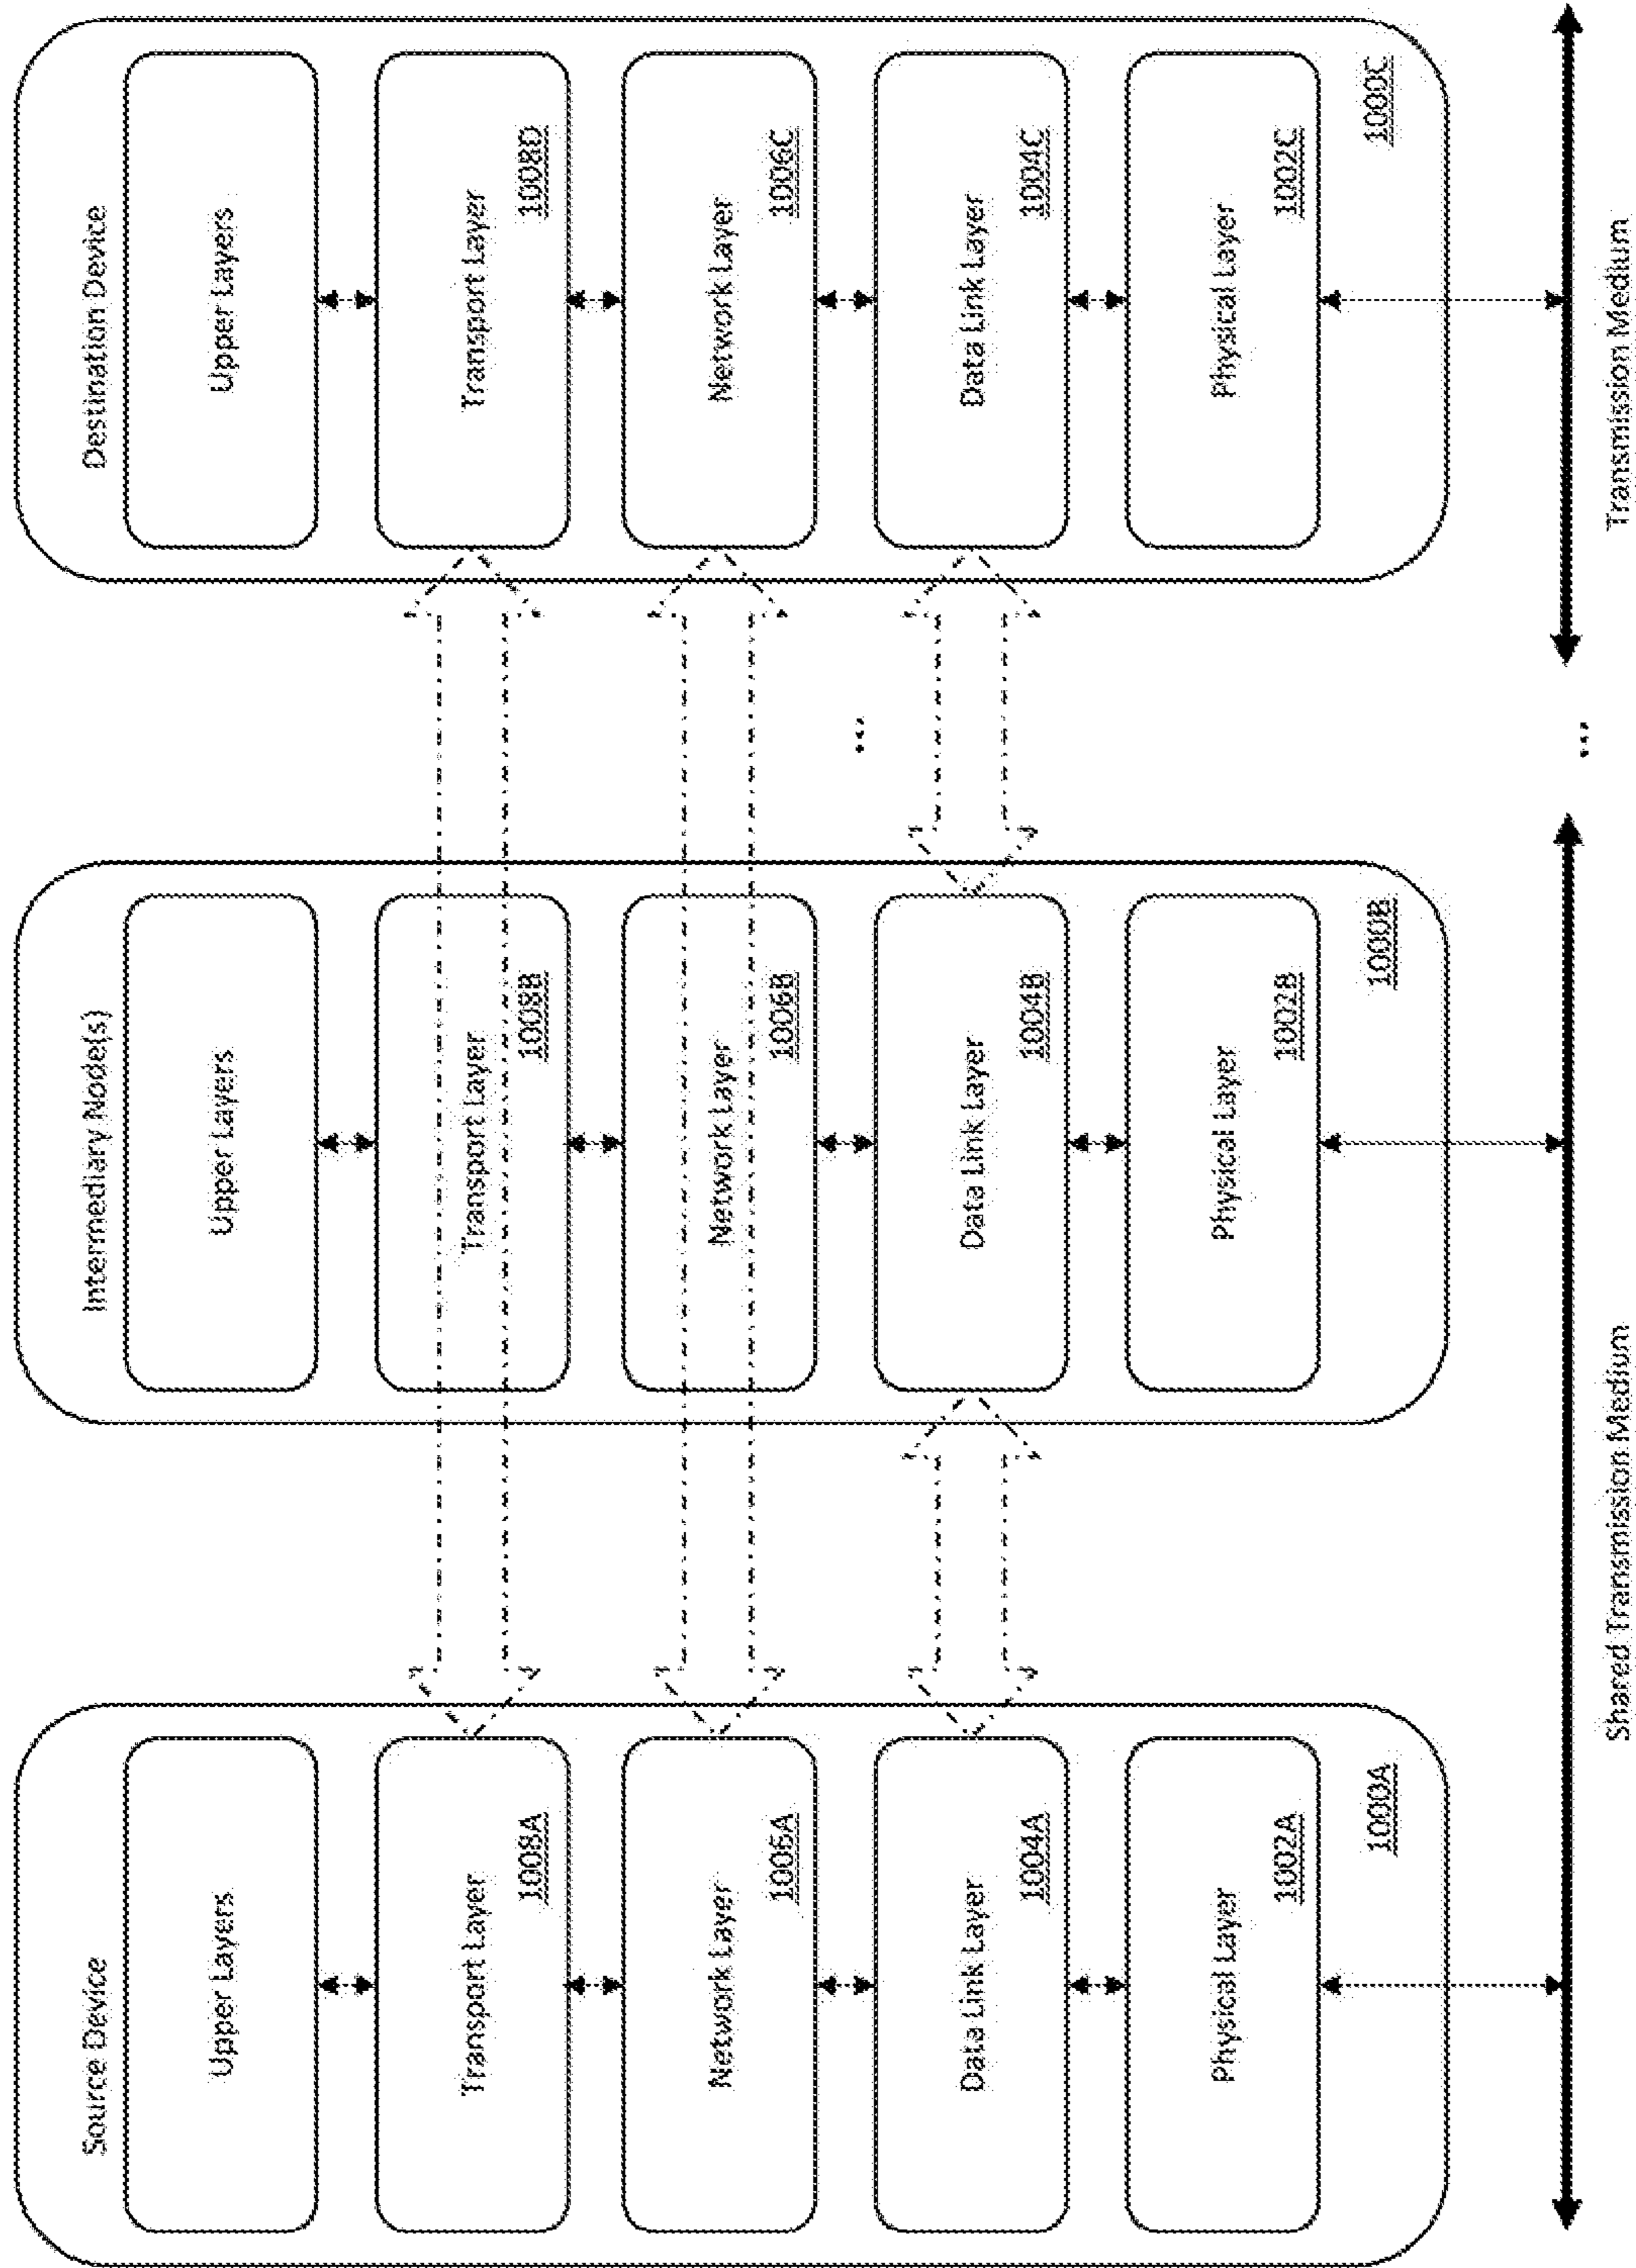 Source Device
Upper Layers
Transport Layer
1008A
Network Layer
1006A
Data Link Layer
1004A
Physical Layer
1002A
1000A
Intermediary Node(s)
Upper Layers
Transport Layer
1008B
Network Layer
1006B
Data Link Layer
1004B
Physical Layer
1002B
1000B
...
Destination Device
Upper Layers
Transport Layer
1008D
Network Layer
1006C
Data Link Layer
1004C
Physical Layer
1002C
1000C
Shared Transmission Medium
...
Transmission Medium